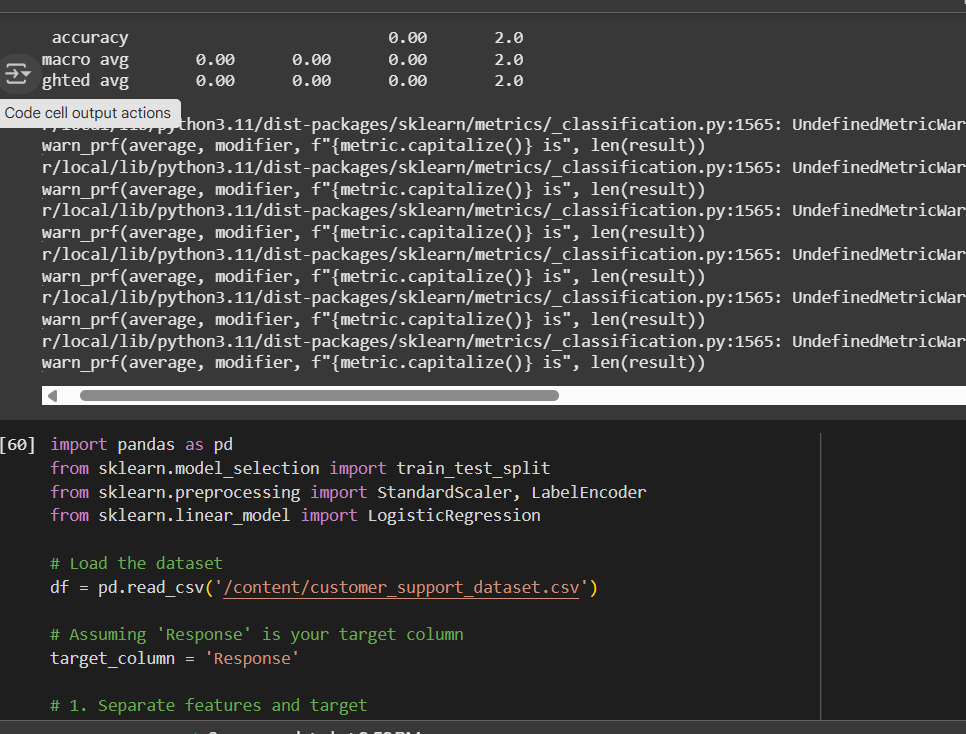 accuracy 0.00 2.0
macro avg 0.00 0.00 0.00 2.0
ghted avg 0.00 0.00 0.00 2.0
Code cell output actions
r/local/lib/python3.11/dist-packages/sklearn/metrics/_classification.py:1565: UndefinedMetricWar
warn_prf(average, modifier, f"{metric.capitalize()} is", len(result))
r/local/lib/python3.11/dist-packages/sklearn/metrics/_classification.py:1565: UndefinedMetricWar
warn_prf(average, modifier, f"{metric.capitalize()} is", len(result))
r/local/lib/python3.11/dist-packages/sklearn/metrics/_classification.py:1565: UndefinedMetricWar
warn_prf(average, modifier, f"{metric.capitalize()} is", len(result))
r/local/lib/python3.11/dist-packages/sklearn/metrics/_classification.py:1565: UndefinedMetricWar
warn_prf(average, modifier, f"{metric.capitalize()} is", len(result))
r/local/lib/python3.11/dist-packages/sklearn/metrics/_classification.py:1565: UndefinedMetricWar
warn_prf(average, modifier, f"{metric.capitalize()} is", len(result))
r/local/lib/python3.11/dist-packages/sklearn/metrics/_classification.py:1565: UndefinedMetricWar
warn_prf(average, modifier, f"{metric.capitalize()} is", len(result))
[60] import pandas as pd
from sklearn.model_selection import train_test_split
from sklearn.preprocessing import StandardScaler, LabelEncoder
from sklearn.linear_model import LogisticRegression
# Load the dataset
df = pd.read_csv('/content/customer_support_dataset.csv')
# Assuming 'Response' is your target column
target_column = 'Response'
# 1. Separate features and target